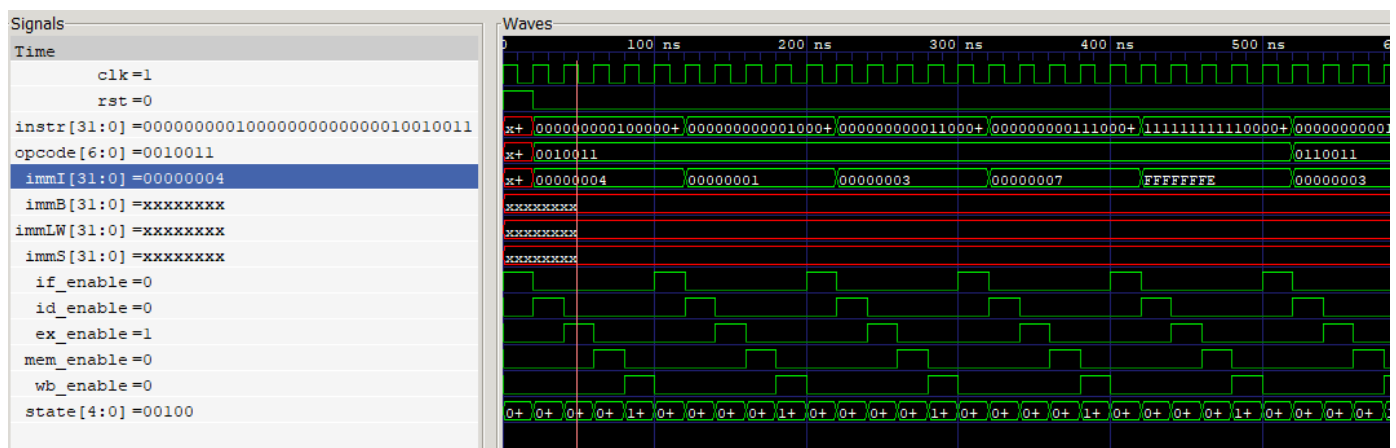 Signals
Waves
Time
0 100 ns 200 ns 300 ns 400 ns 500 ns 6
clk=1
rst=0
instr[31:0]=00000000010000000000000010010011 x+ 000000000100000+ 000000000001000+ 000000000011000+ 000000000111000+ 111111111110000+ 00000000001
opcode[6:0]=0010011 x+ 0010011 0110011
immI[31:0]=00000004 x+ 00000004 00000001 00000003 00000007 FFFFFFFE 00000003
immB[31:0]=xxxxxxxx xxxxxxxx
immLW[31:0]=xxxxxxxx xxxxxxxx
immS[31:0]=xxxxxxxx xxxxxxxx
if_enable=0
id_enable=0
ex_enable=1
mem_enable=0
wb_enable=0
state[4:0]=00100 0+ 0+ 0+ 0+ 1+ 0+ 0+ 0+ 0+ 1+ 0+ 0+ 0+ 0+ 1+ 0+ 0+ 0+ 0+ 1+ 0+ 0+ 0+ 0+ 1+ 0+ 0+ 0+ 0+